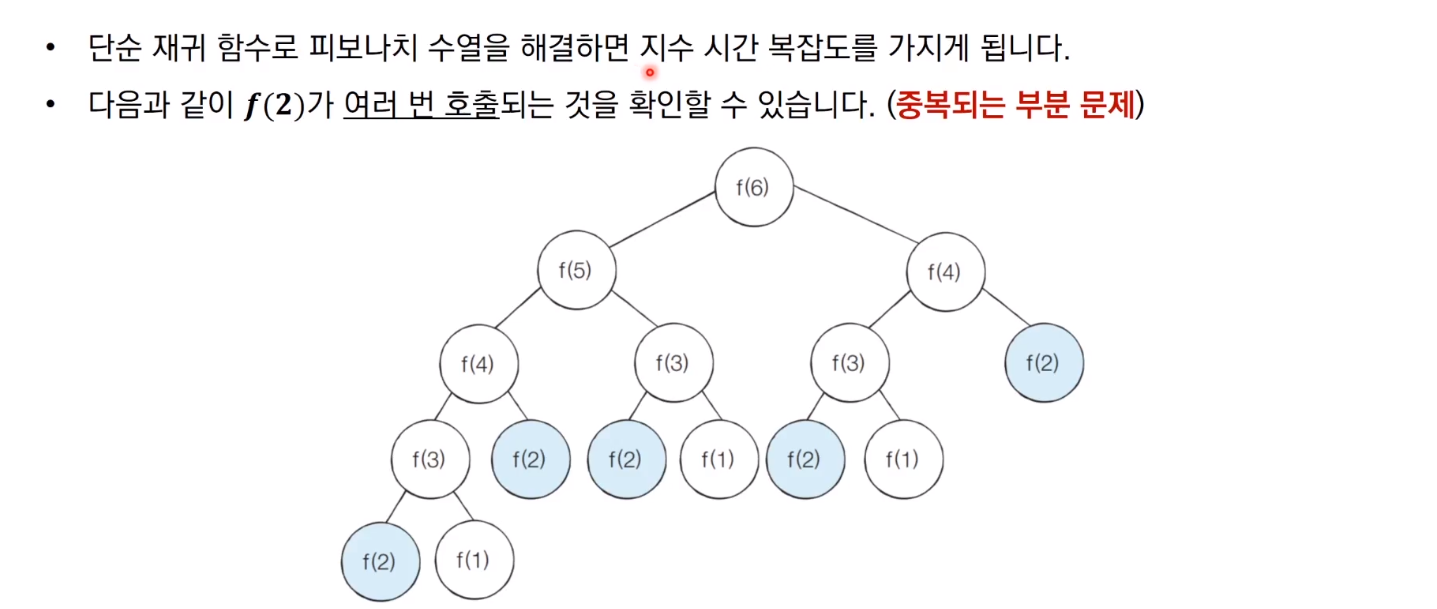 • 단순 재귀 함수로 피보나치 수열을 해결하면 지수 시간 복잡도를 가지게 됩니다.
• 다음과 같이 f(2)가 여러 번 호출되는 것을 확인할 수 있습니다. (중복되는 부분 문제)
f(6)
f(5) f(4)
f(4) f(3) f(3) f(2)
f(3) f(2) f(2) f(1) f(2) f(1)
f(2) f(1)